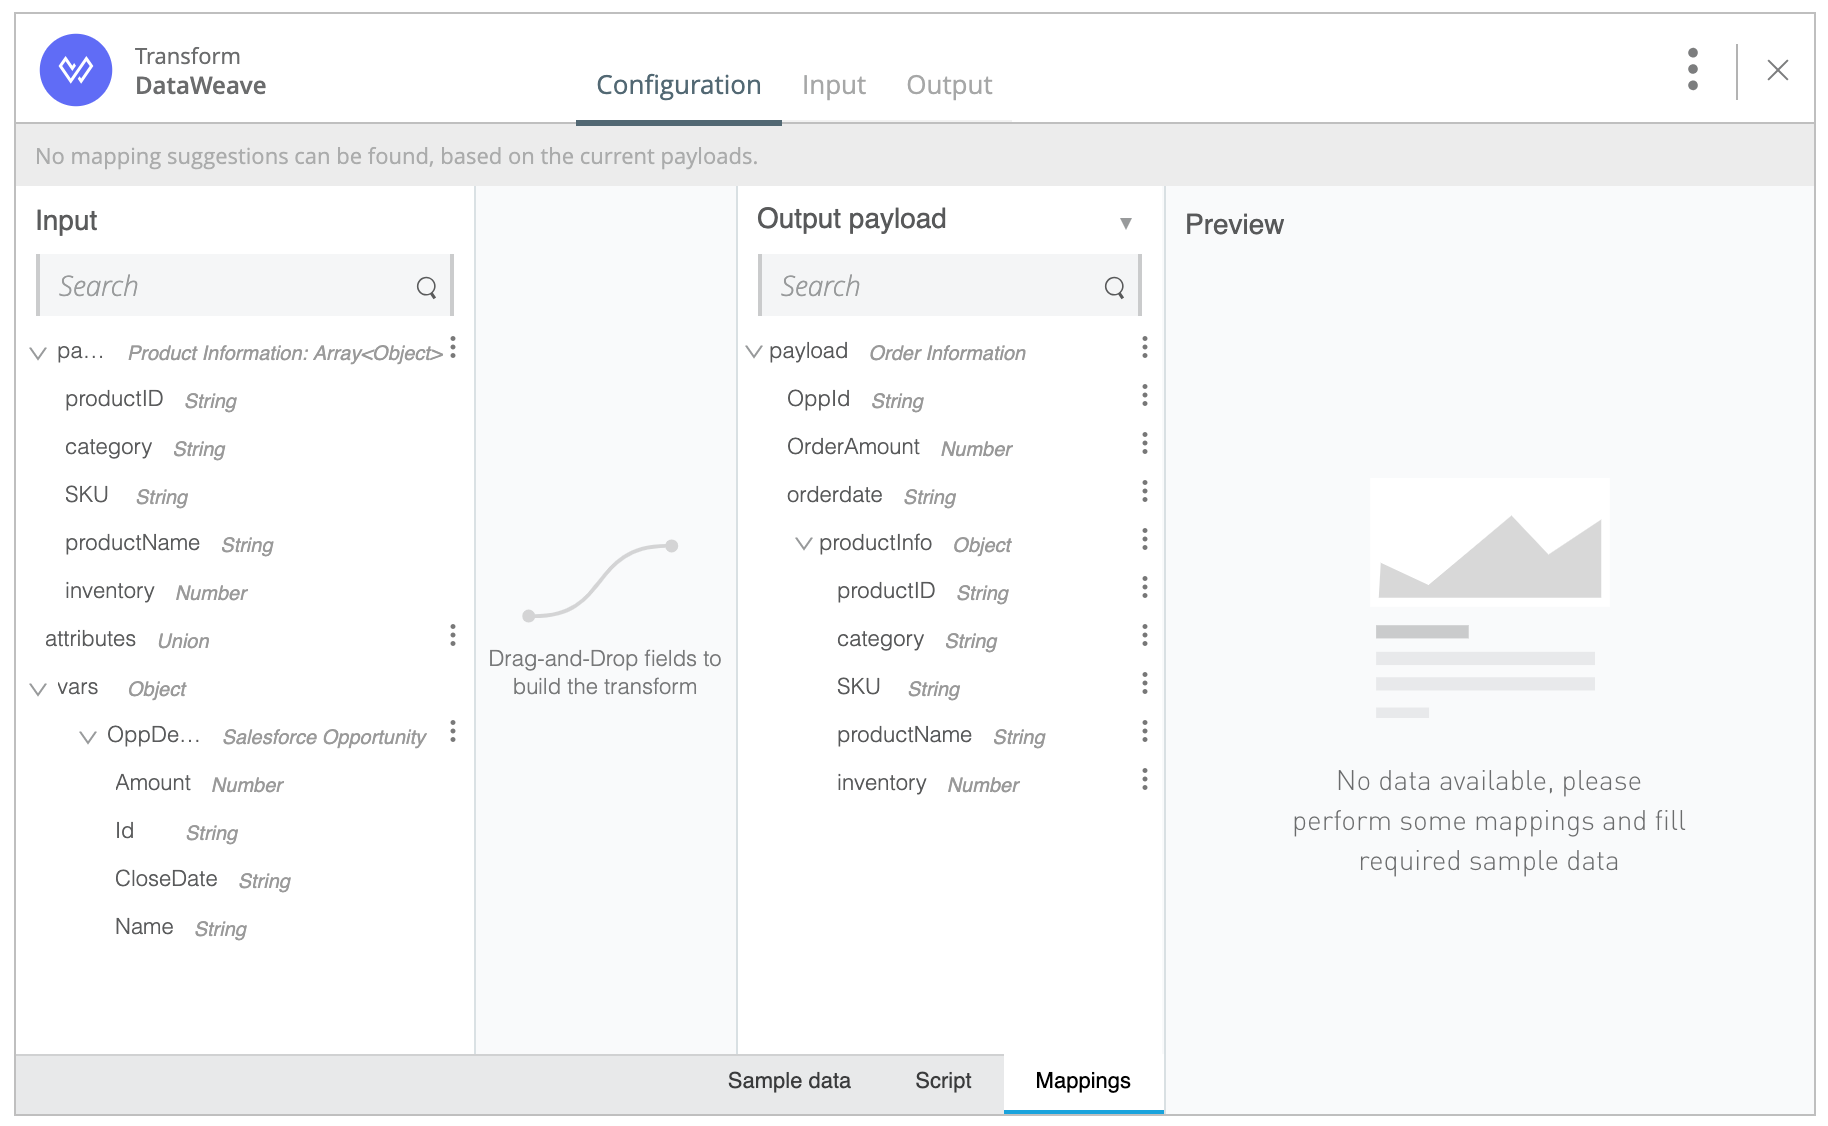 Transform
DataWeave
Configuration
Input
Output
No mapping suggestions can be found, based on the current payloads.
Input
Search
pa... Product Information: Array<Object>
productID String
category String
SKU String
productName String
inventory Number
attributes Union
vars Object
OppDe... Salesforce Opportunity
Amount Number
Id String
CloseDate String
Name String
Drag-and-Drop fields to
build the transform
Output payload
Search
payload Order Information
OppId String
OrderAmount Number
orderdate String
productInfo Object
productID String
category String
SKU String
productName String
inventory Number
Preview
No data available, please
perform some mappings and fill
required sample data
Sample data
Script
Mappings